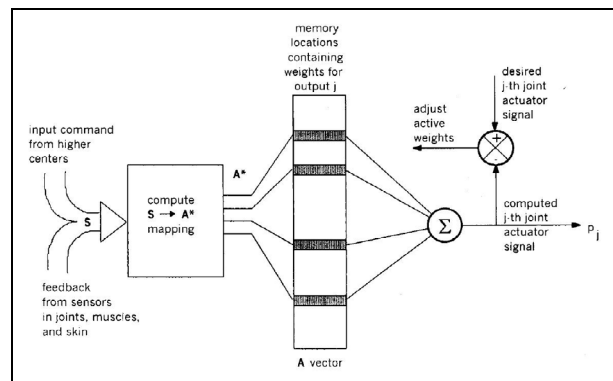 memory
locations
containing
weights for
output j
desired
j-th joint
actuator
signal
adjust
active
weights
input command
from higher
centers
A*
+
-
S
compute
S → A*
mapping
Σ
computed
j-th joint
actuator
signal
Pj
feedback
from sensors
in joints, muscles,
and skin
A vector